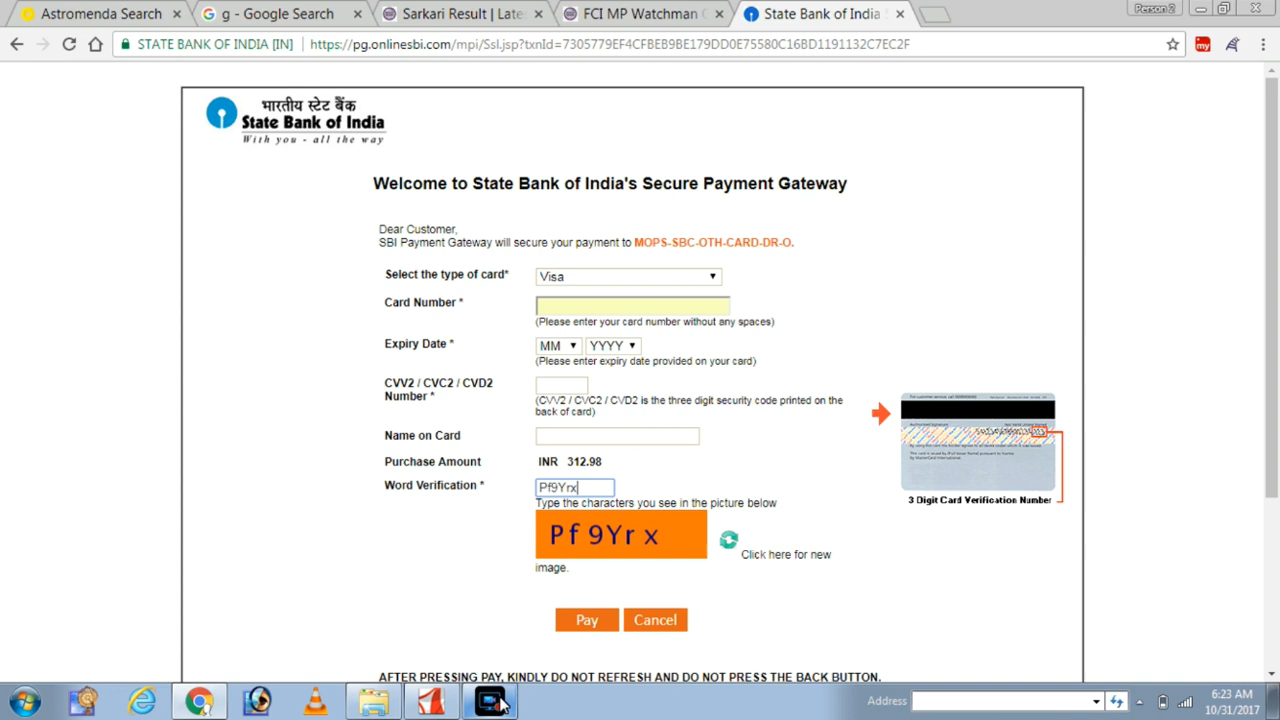 Astromenda Search
g - Google Search
Sarkari Result | Late
FCI MP Watchman
State Bank of India
Person 2
STATE BANK OF INDIA [IN]
https://pg.onlinesbi.com/mpi/Ssl.jsp?txnId=7305779EF4CFBEB9BE179DD0E75580C16BD1191132C7EC2F
my
भारतीय स्टेट बैंक
State Bank of India
With you - all the way
Welcome to State Bank of India's Secure Payment Gateway
Dear Customer,
SBI Payment Gateway will secure your payment to MOPS-SBC-OTH-CARD-DR-O.
Select the type of card*
Visa
Card Number *
(Please enter your card number without any spaces)
Expiry Date *
MM
YYYY
(Please enter expiry date provided on your card)
CVV2 / CVC2 / CVD2
Number *
(CVV2 / CVC2 / CVD2 is the three digit security code printed on the
back of card)
Name on Card
Purchase Amount
INR 312.98
Word Verification *
Pf9Yrx
Type the characters you see in the picture below
Pf 9Yr x
Click here for new
image.
3 Digit Card Verification Number
Pay
Cancel
AFTER PRESSING PAY, KINDLY DO NOT REFRESH AND DO NOT PRESS THE BACK BUTTON.
Address
6:23 AM
10/31/2017